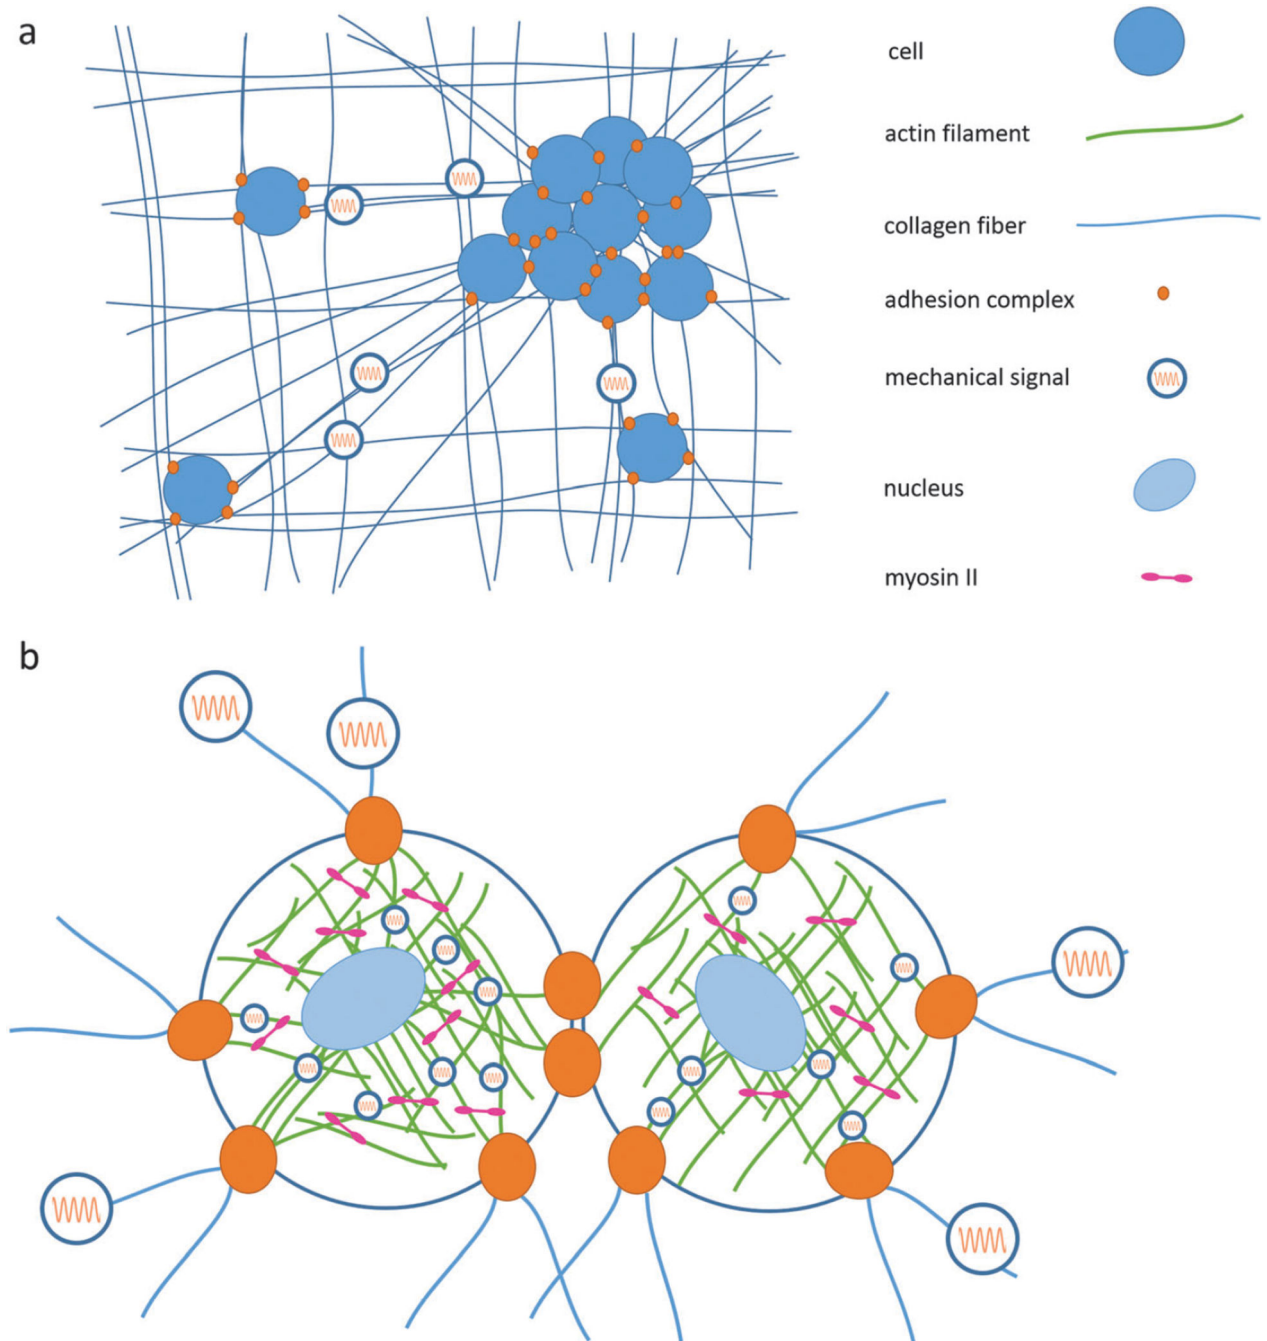 a
cell
actin filament
collagen fiber
adhesion complex
mechanical signal
nucleus
myosin II
b